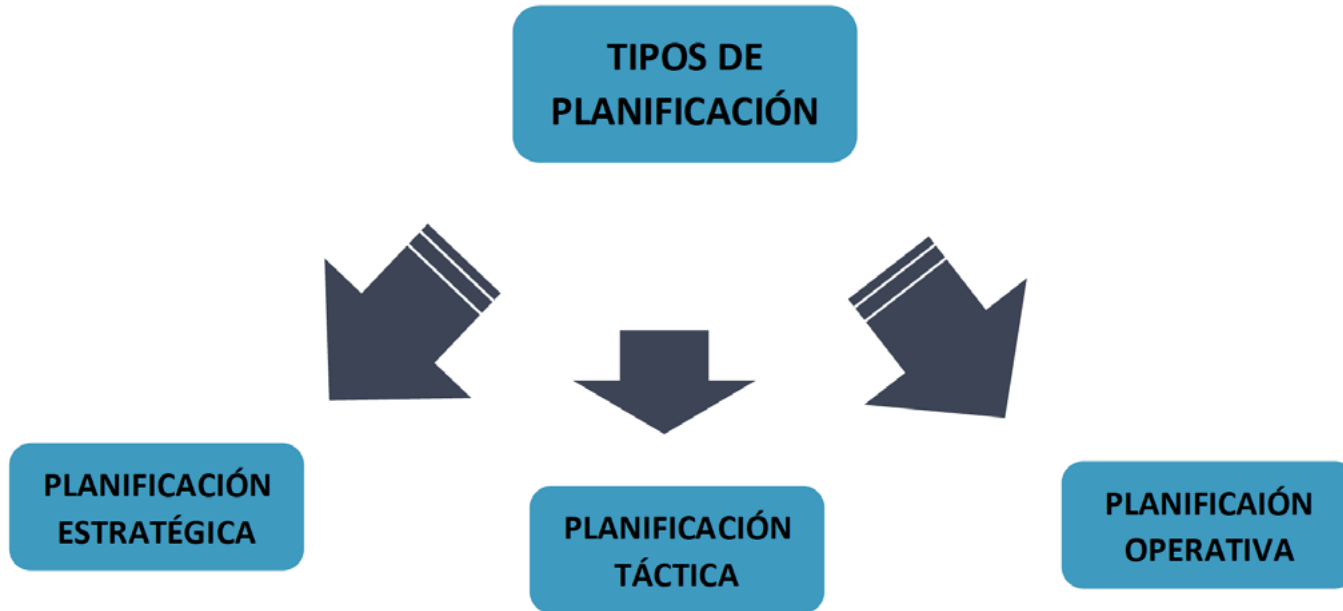 TIPOS DE
PLANIFICACIÓN
PLANIFICACIÓN
ESTRATÉGICA
PLANIFICACIÓN
TÁCTICA
PLANIFICAIÓN
OPERATIVA